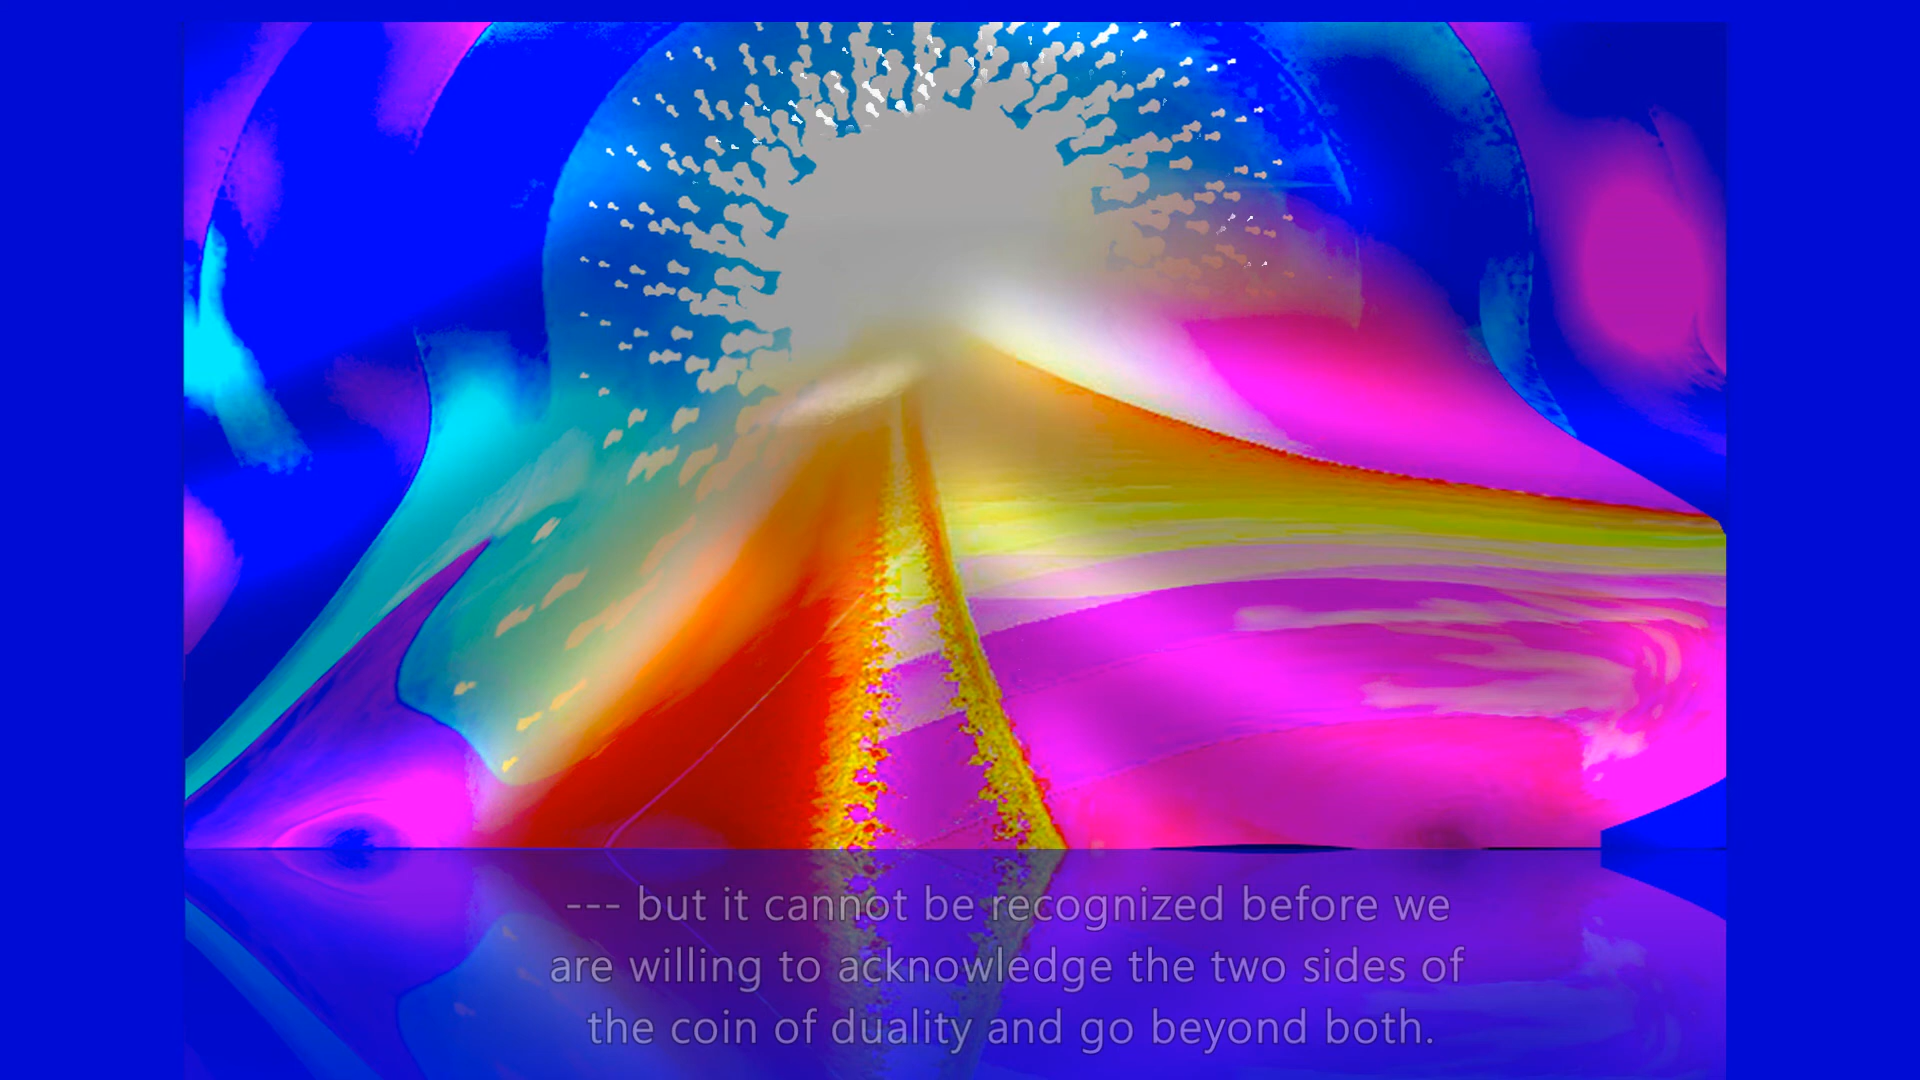 --- but it cannot be recognized before we
are willing to acknowledge the two sides of
the coin of duality and go beyond both.